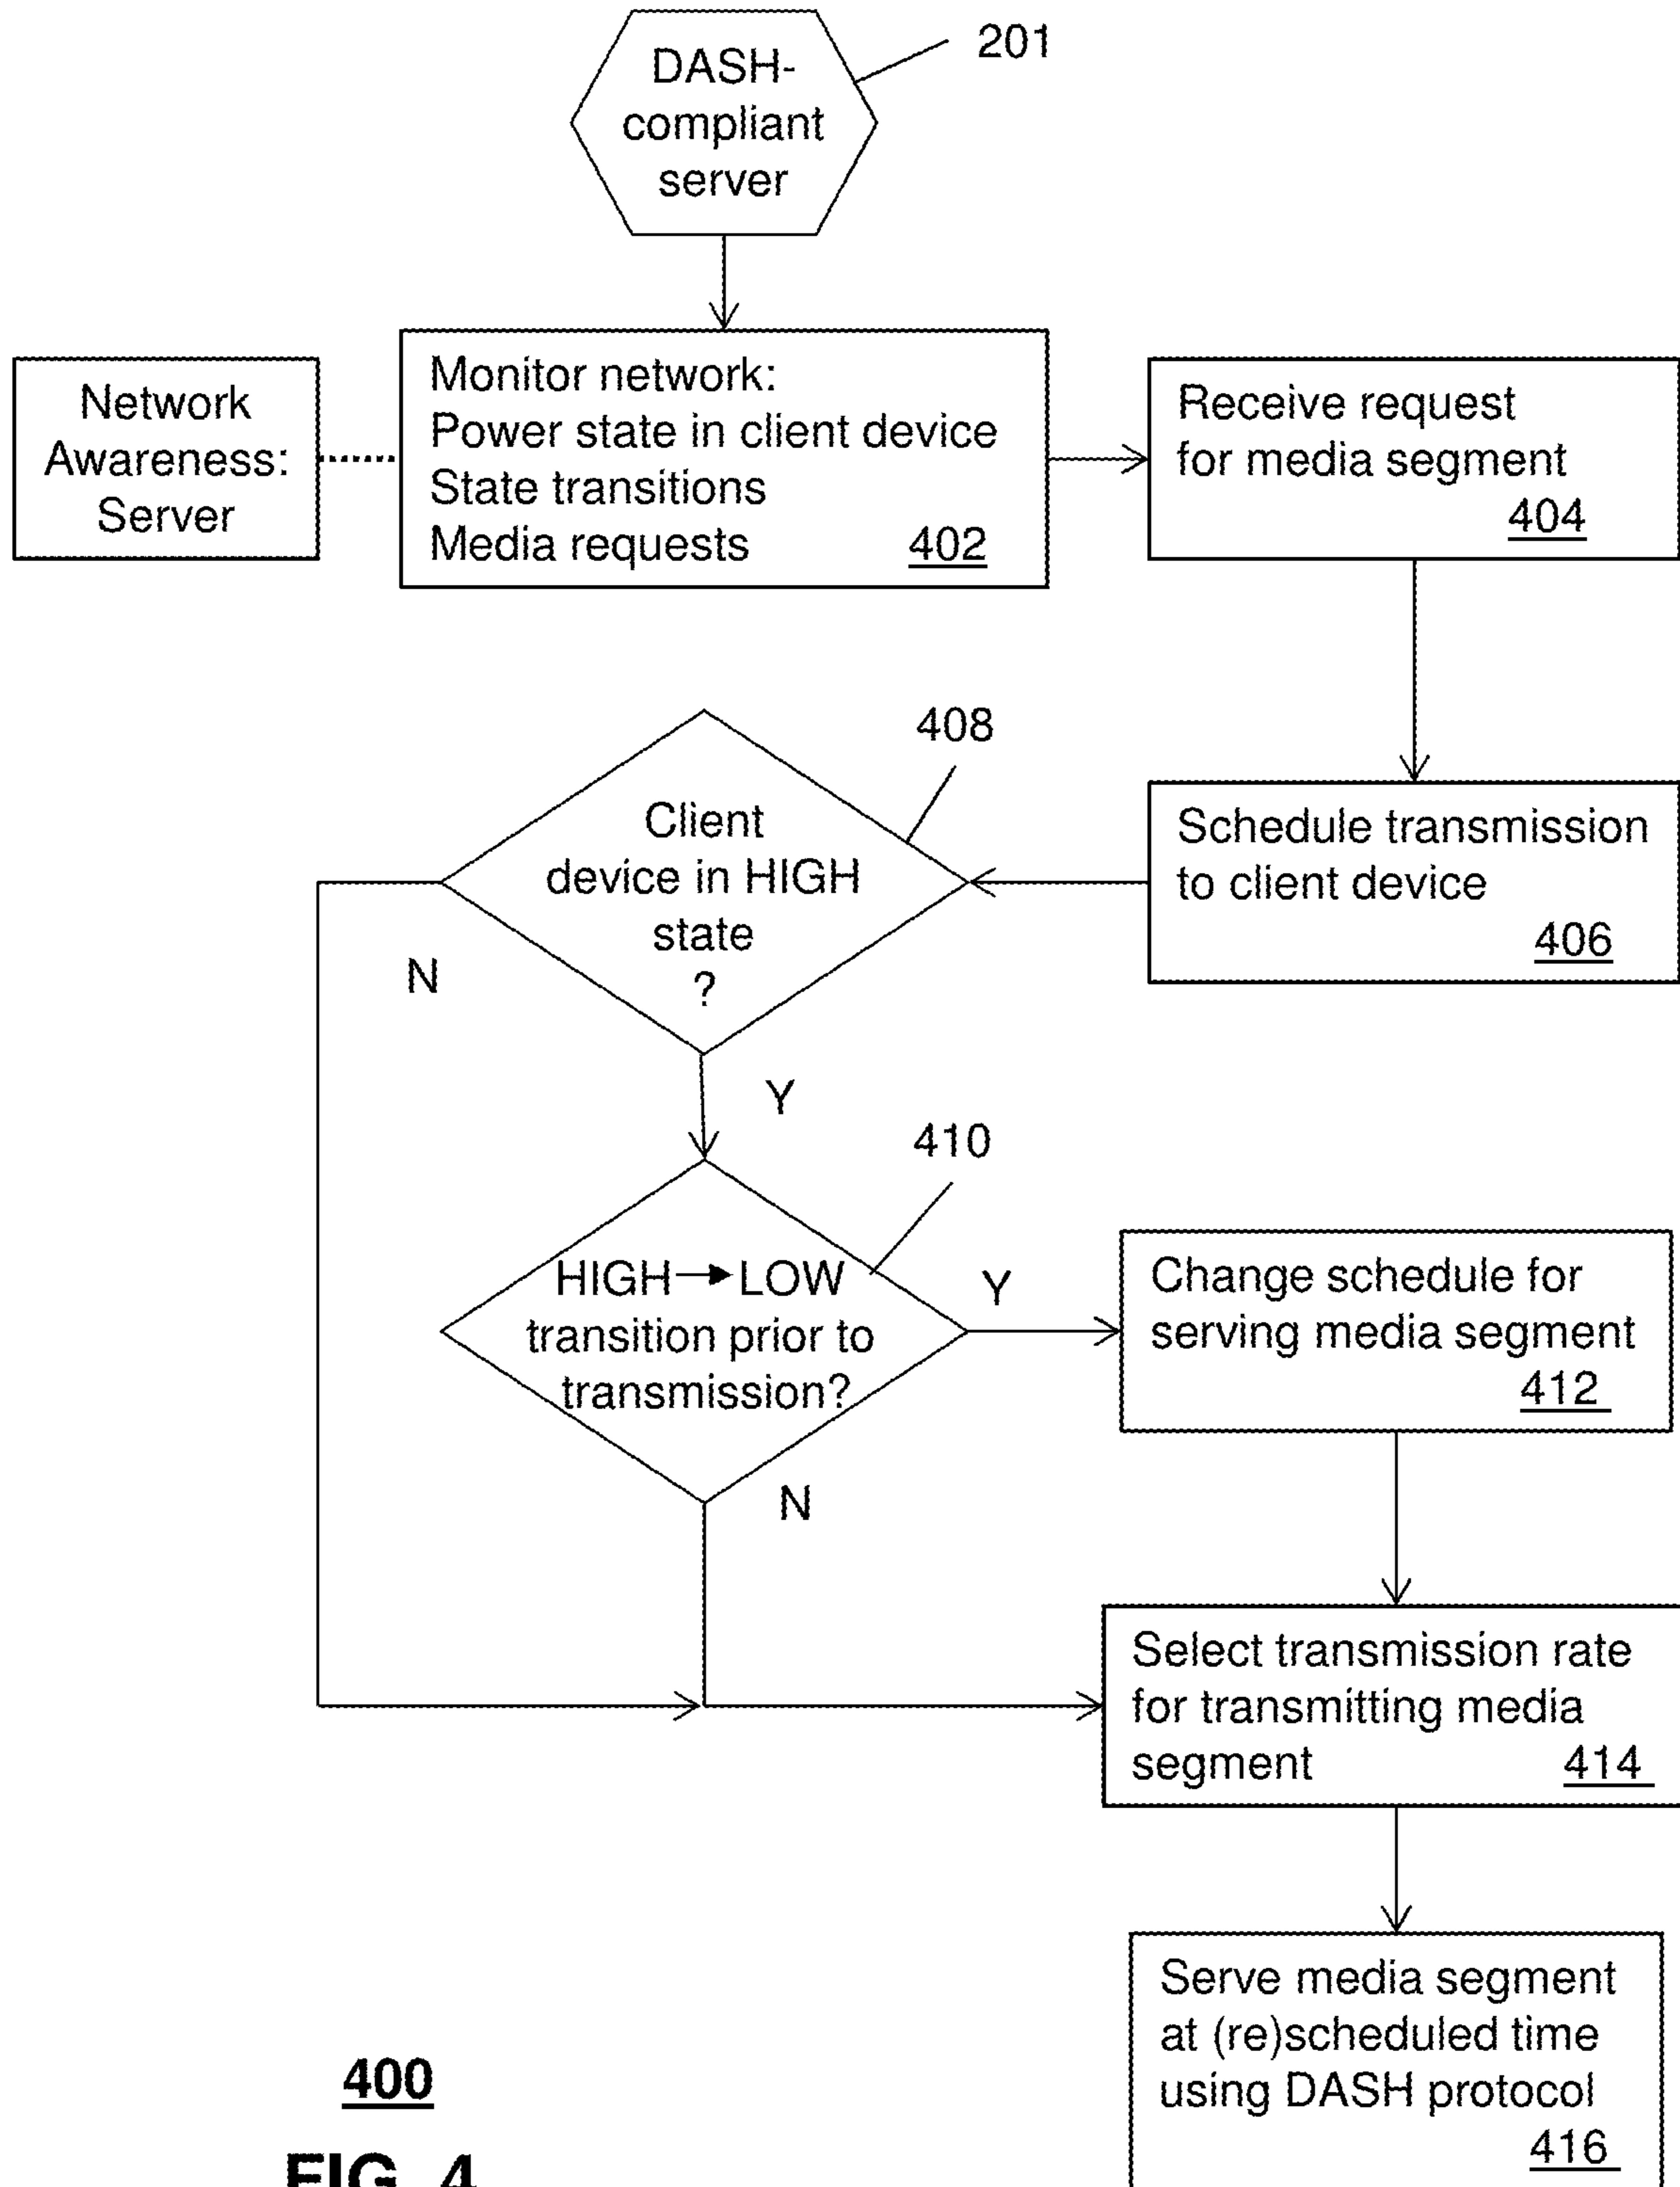 DASH-
compliant
server
201
Network
Awareness:
Server
Monitor network:
Power state in client device
State transitions
Media requests 402
Receive request
for media segment
404
Schedule transmission
to client device
406
408
Client
device in HIGH
state
?
N
Y
410
HIGH→LOW
transition prior to
transmission?
Y
N
Change schedule for
serving media segment
412
Select transmission rate
for transmitting media
segment 414
Serve media segment
at (re)scheduled time
using DASH protocol
416
400
FIG. 4